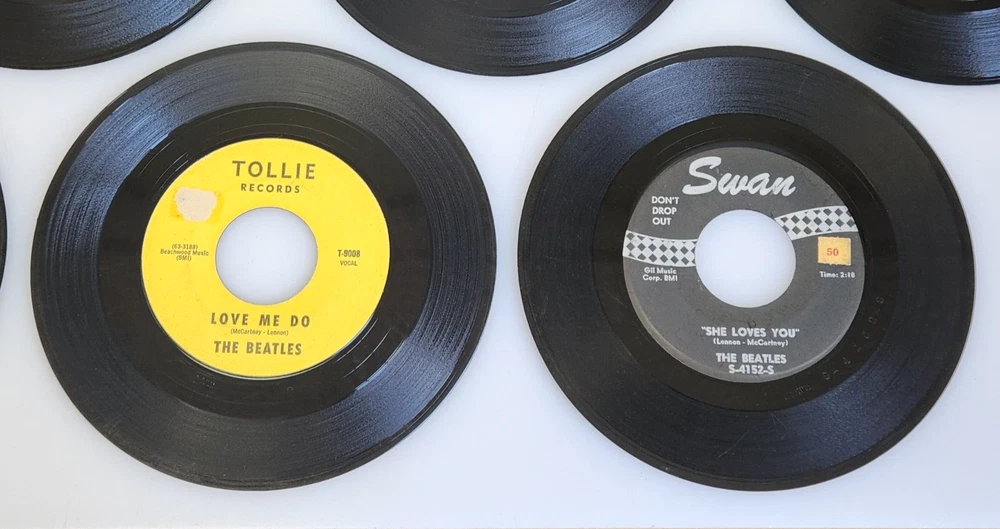 TOLLIE
RECORDS
(63-3188)
Beechwood Music
(BMI)
T-9008
VOCAL
LOVE ME DO
(McCartney - Lennon)
THE BEATLES
Swan
DON'T
DROP
OUT
Gil Music
Corp. BMI
50
Time: 2:18
"SHE LOVES YOU"
(Lennon - McCartney)
THE BEATLES
S-4152-S